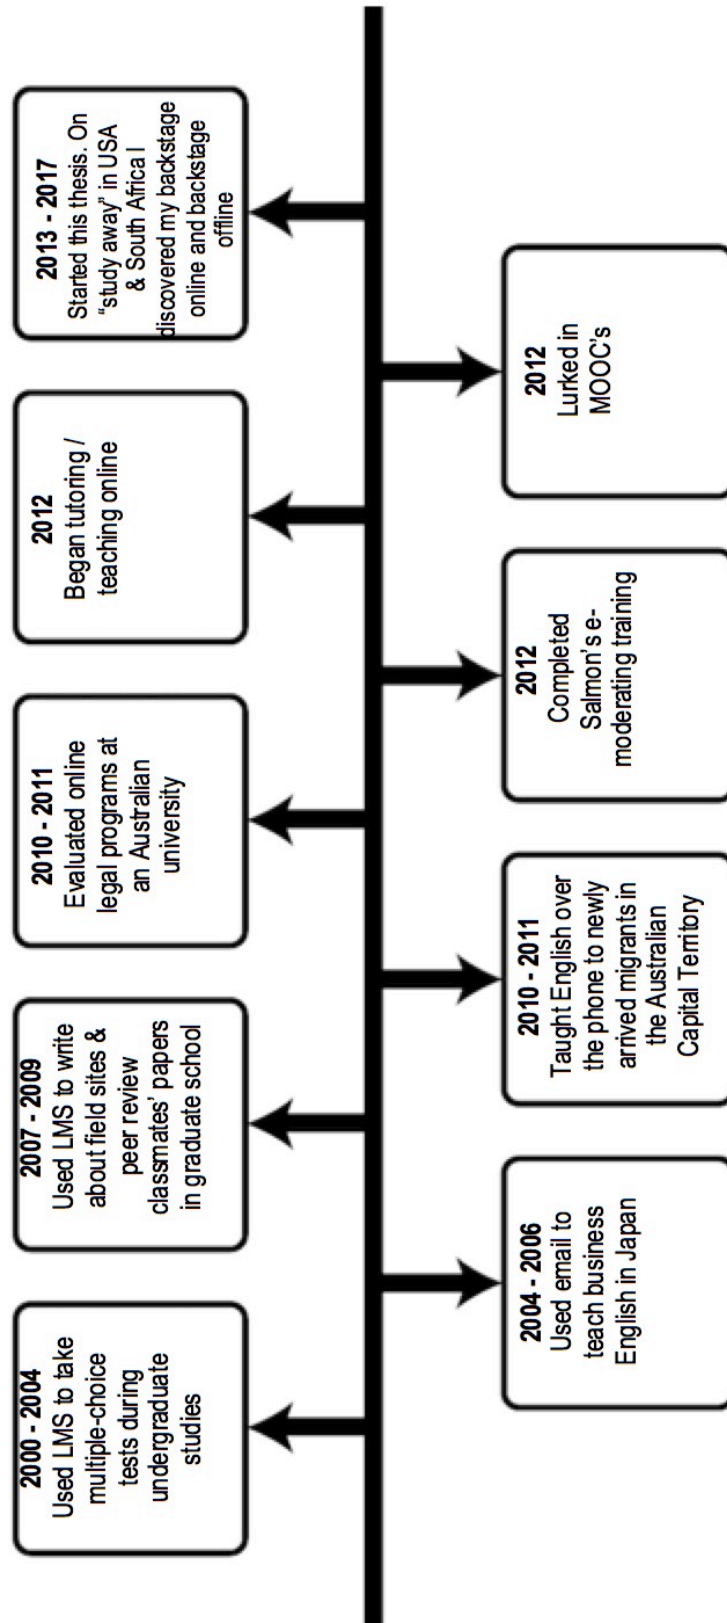 2000 - 2004
Used LMS to take
multiple-choice
tests during
undergraduate
studies
2004 - 2006
Used email to
teach business
English in Japan
2007 - 2009
Used LMS to write
about field sites &
peer review
classmates' papers
in graduate school
2010 - 2011
Taught English over
the phone to newly
arrived migrants in
the Australian
Capital Territory
2010 - 2011
Evaluated online
legal programs at
an Australian
university
2012
Completed
Salmon's e-
moderating training
2012
Began tutoring /
teaching online
2012
Lurked in
MOOC's
2013 - 2017
Started this thesis. On
“study away” in USA
& South Africa I
discovered my backstage
online and backstage
offline